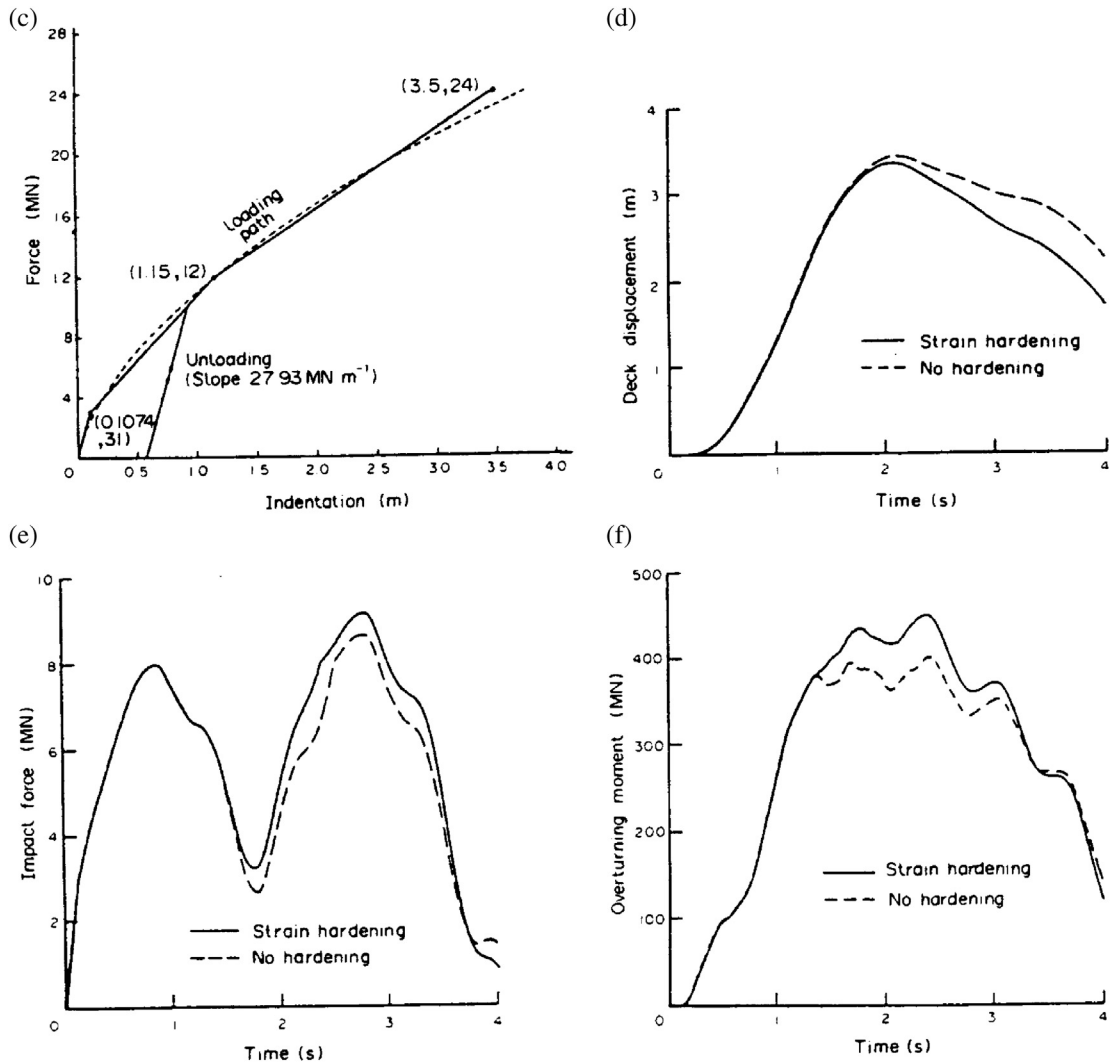 (c)
28
24
20
16
12
8
4
0
Force (MN)
(3.5,24)
Loading
path
(1.15,12)
Unloading
(Slope 27 93 MN m⁻¹)
(0 1074
,31)
0 5
1 0
1 5
2 0
2 5
3 0
3 5
4 0
Indentation (m)
(d)
4
3
2
1
0
Deck displacement (m)
Strain hardening
No hardening
1
2
3
4
Time (s)
(e)
10
8
6
4
2
0
Impact force (MN)
Strain hardening
No hardening
1
2
3
4
Time (s)
(f)
500
400
300
200
100
0
Overturning moment (MN)
Strain hardening
No hardening
1
2
3
4
Time (s)